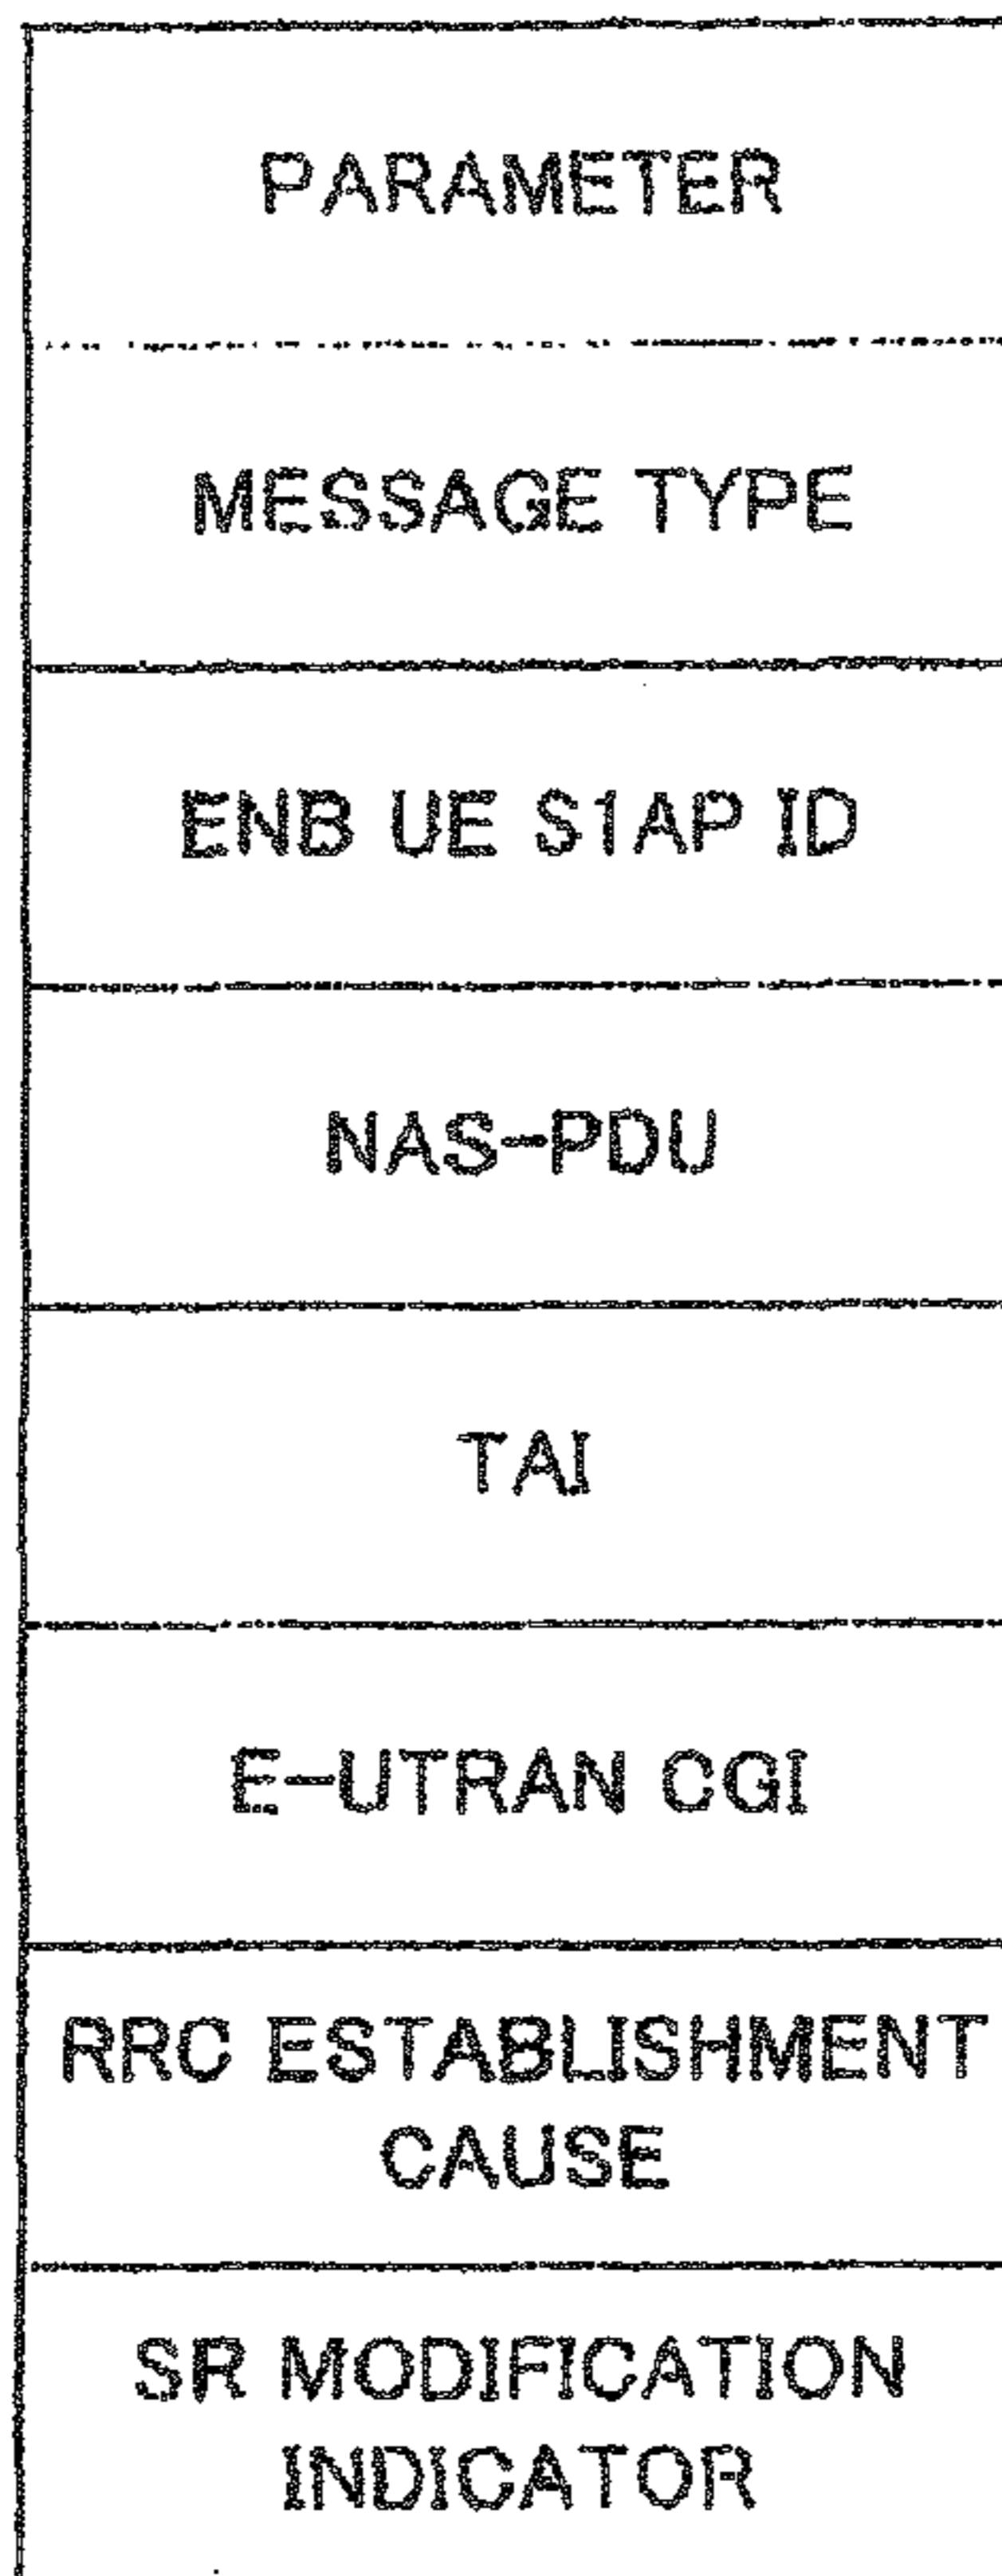 PARAMETER
MESSAGE TYPE
ENB UE S1AP ID
NAS-PDU
TAI
E-UTRAN CGI
RRC ESTABLISHMENT
CAUSE
SR MODIFICATION
INDICATOR